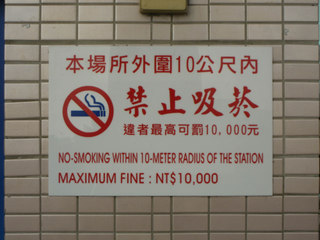 本場所外圍10公尺內
禁止吸菸
違者最高可罰10,000元
NO-SMOKING WITHIN 10-METER RADIUS OF THE STATION
MAXIMUM FINE : NT$10,000